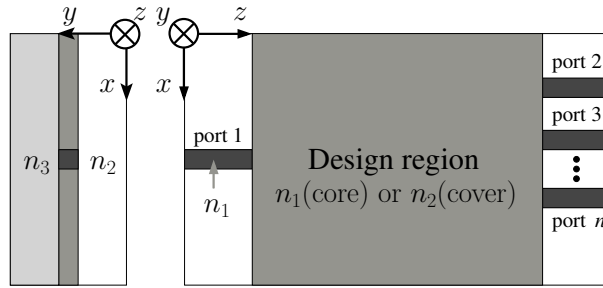 y z y z
x x
n₃ n₂
port 1
n₁
Design region
n₁(core) or n₂(cover)
port 2
port 3
port n